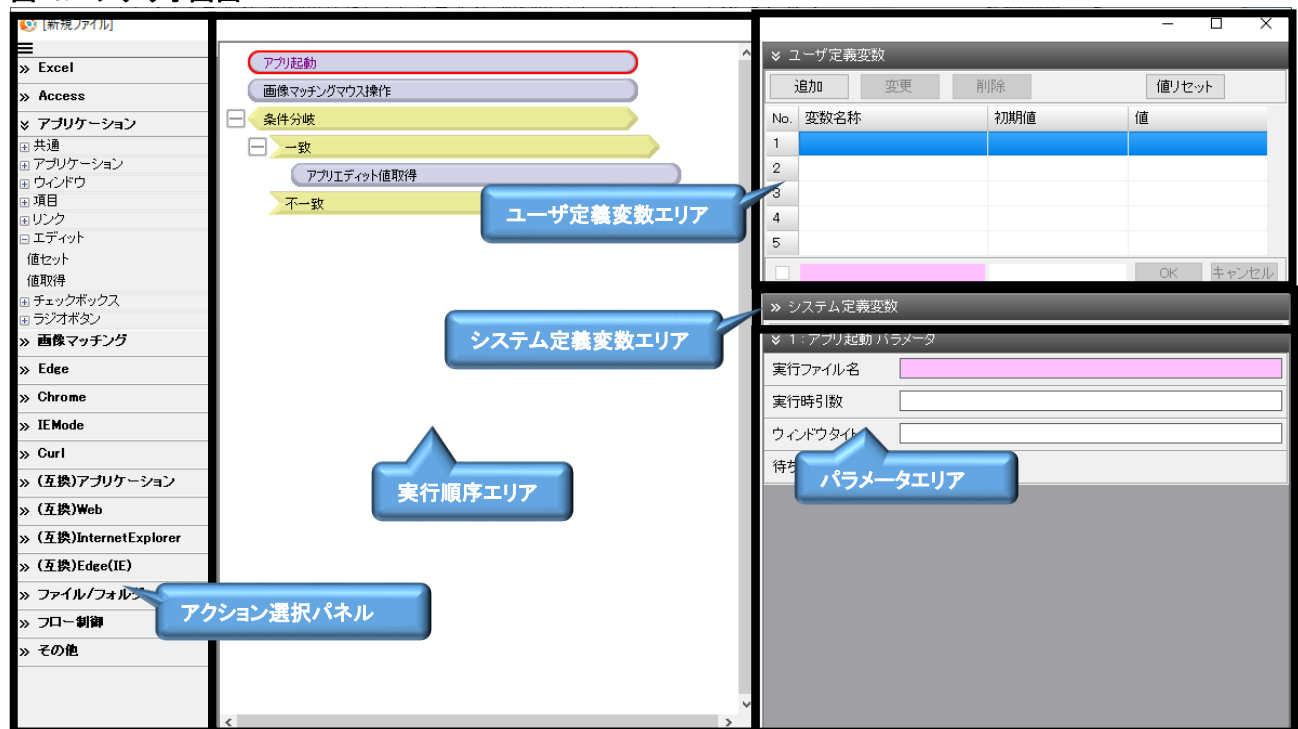 [新規ファイル]
» Excel
» Access
アプリケーション
共通
アプリケーション
ウィンドウ
項目
リンク
エディット
値セット
値取得
チェックボックス
ラジオボタン
» 画像マッチング
» Edge
» Chrome
» IEMode
» Curl
» (互換)アプリケーション
» (互換)Web
» (互換)InternetExplorer
» (互換)Edge(IE)
» ファイル/フォルダ
» フロー制御
» その他
アクション選択パネル
アプリ起動
画像マッチングマウス操作
条件分岐
一致
アプリエディット値取得
不一致
実行順序エリア
ユーザ定義変数
追加 変更 削除 値リセット
No. 変数名称 初期値 値
1
2
3
4
5
OK キャンセル
ユーザ定義変数エリア
» システム定義変数
システム定義変数エリア
1 : アプリ起動 パラメータ
実行ファイル名
実行時引数
ウィンドウタイト
待ち
パラメータエリア